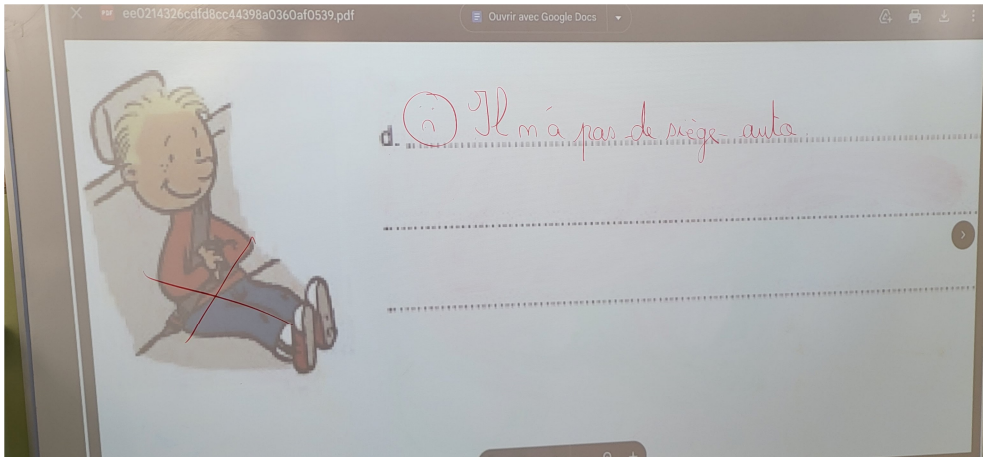 ee0214326cdfd8cc44398a0360af0539.pdf
Ouvrir avec Google Docs
d. Il n'a pas de siège-auto.